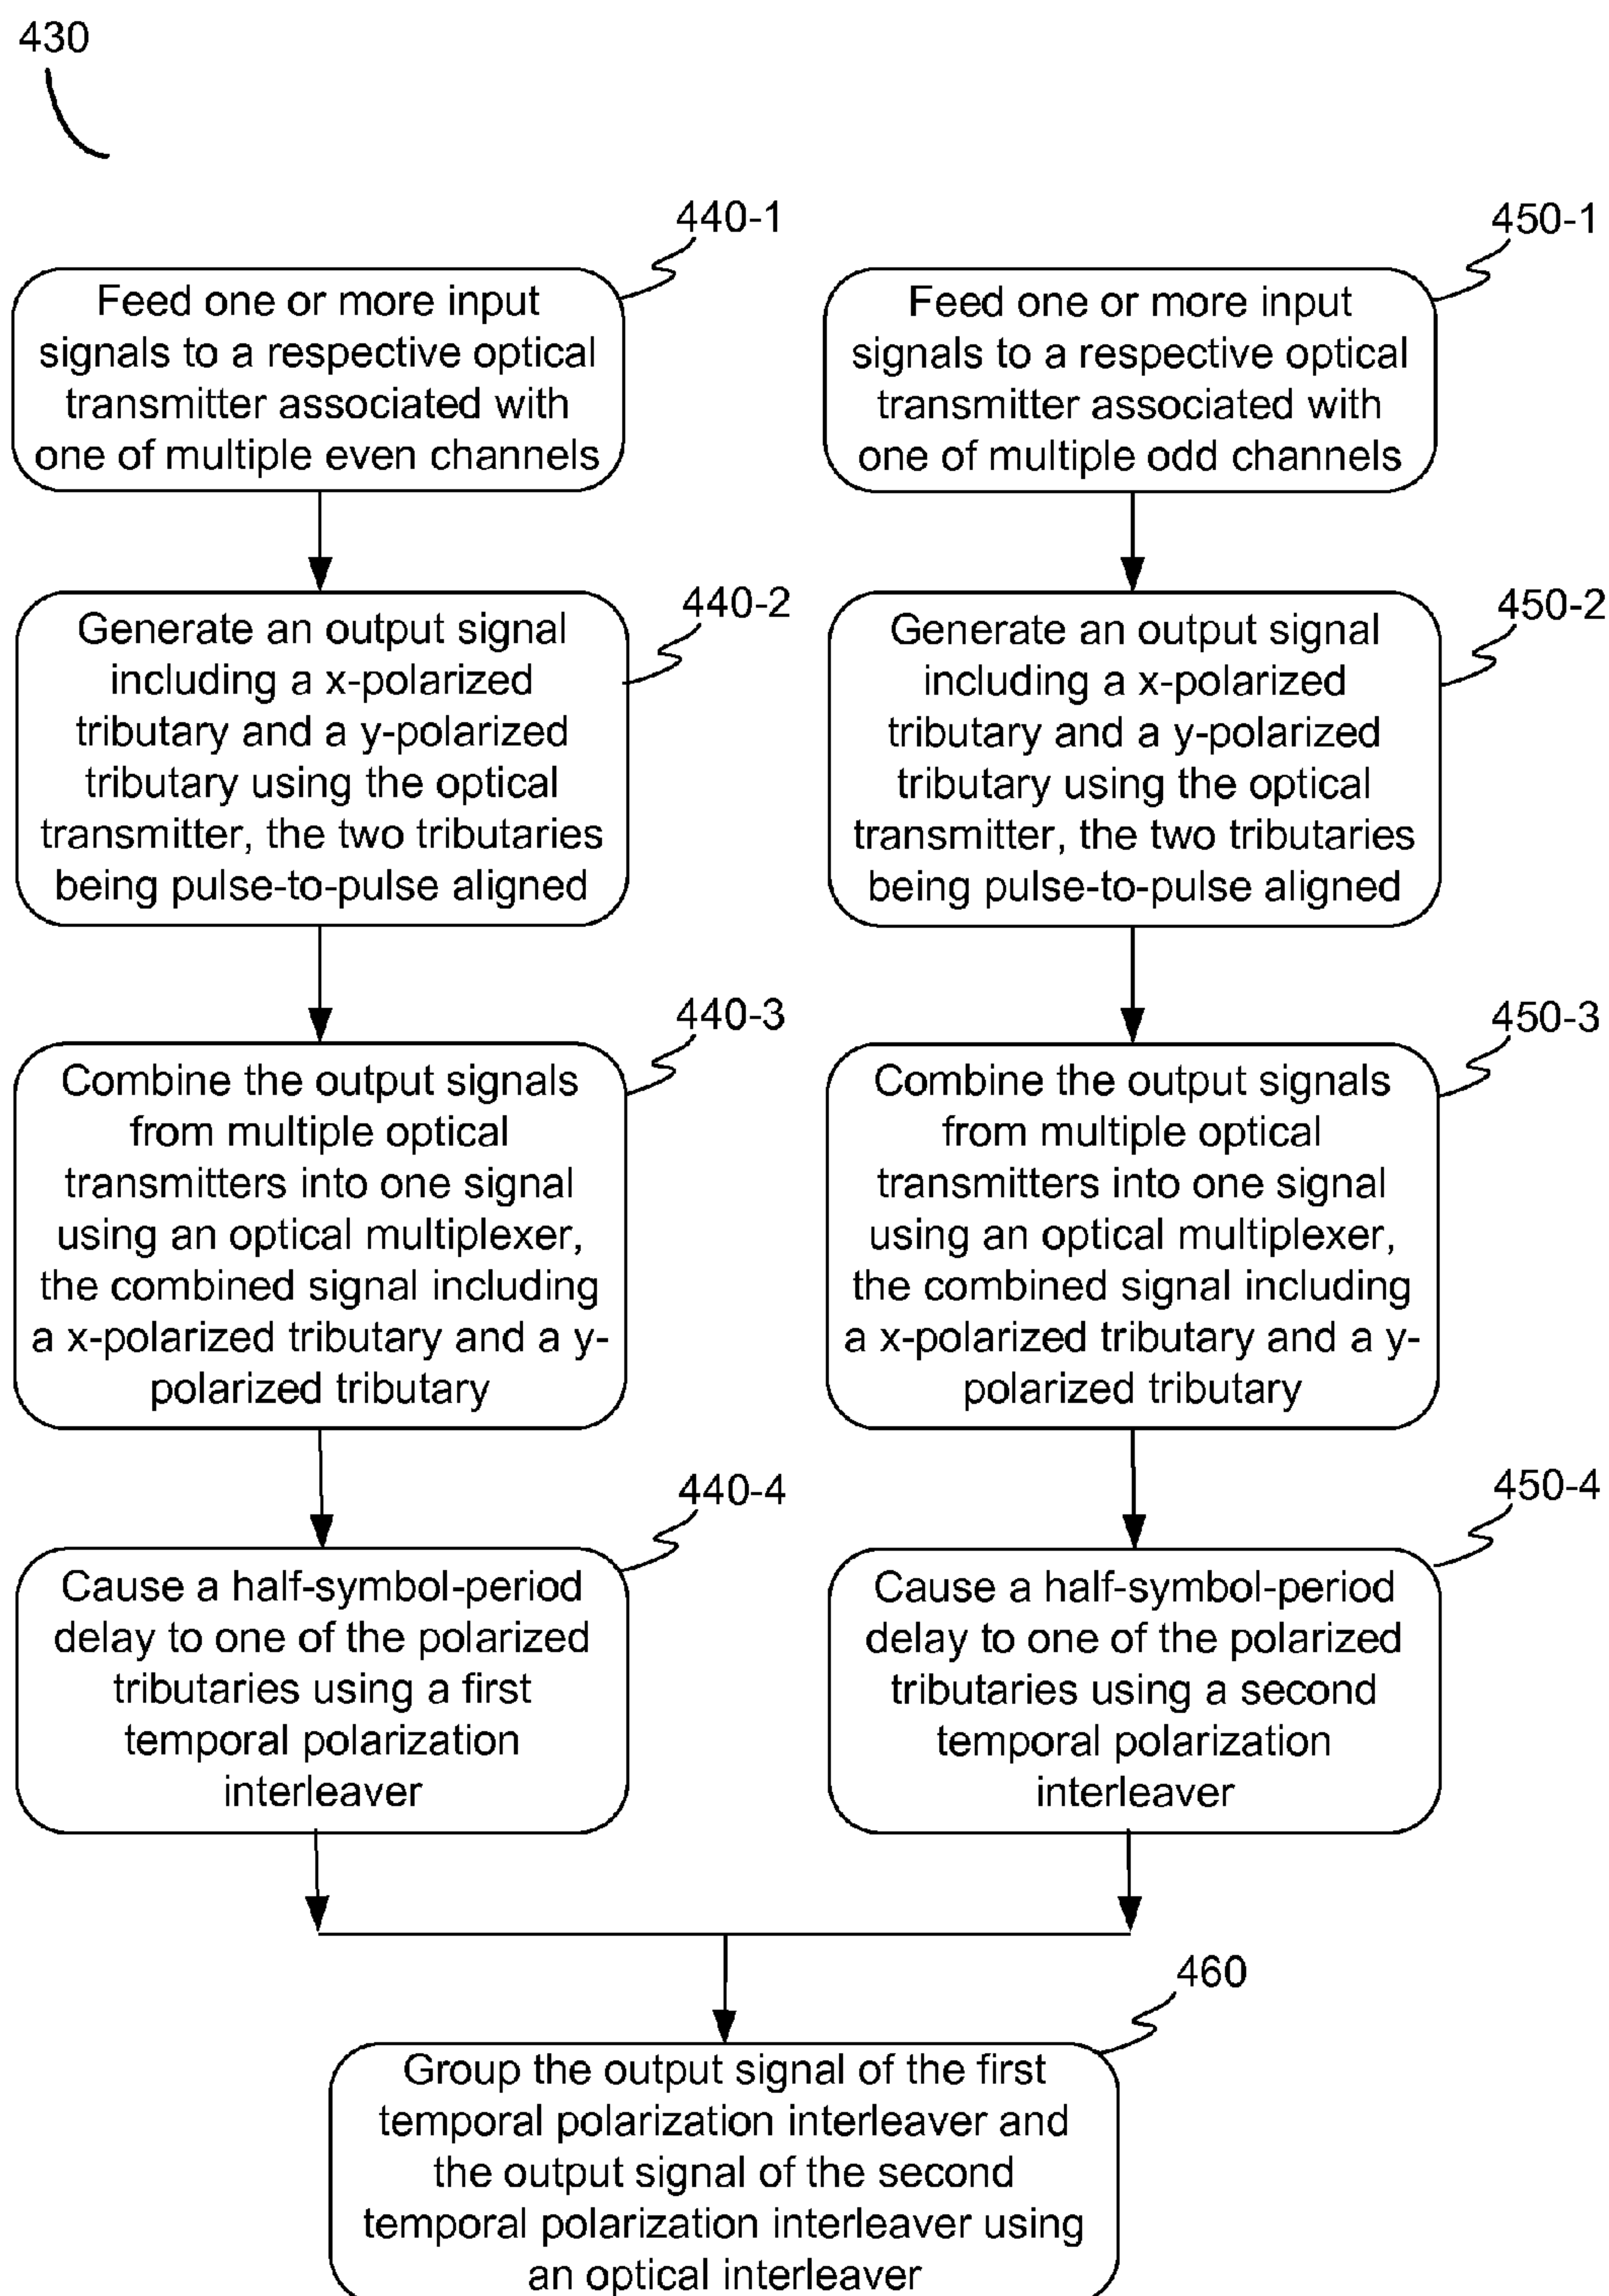 430
440-1
Feed one or more input
signals to a respective optical
transmitter associated with
one of multiple even channels
450-1
Feed one or more input
signals to a respective optical
transmitter associated with
one of multiple odd channels
440-2
Generate an output signal
including a x-polarized
tributary and a y-polarized
tributary using the optical
transmitter, the two tributaries
being pulse-to-pulse aligned
450-2
Generate an output signal
including a x-polarized
tributary and a y-polarized
tributary using the optical
transmitter, the two tributaries
being pulse-to-pulse aligned
440-3
Combine the output signals
from multiple optical
transmitters into one signal
using an optical multiplexer,
the combined signal including
a x-polarized tributary and a y-
polarized tributary
450-3
Combine the output signals
from multiple optical
transmitters into one signal
using an optical multiplexer,
the combined signal including
a x-polarized tributary and a y-
polarized tributary
440-4
Cause a half-symbol-period
delay to one of the polarized
tributaries using a first
temporal polarization
interleaver
450-4
Cause a half-symbol-period
delay to one of the polarized
tributaries using a second
temporal polarization
interleaver
460
Group the output signal of the first
temporal polarization interleaver and
the output signal of the second
temporal polarization interleaver using
an optical interleaver